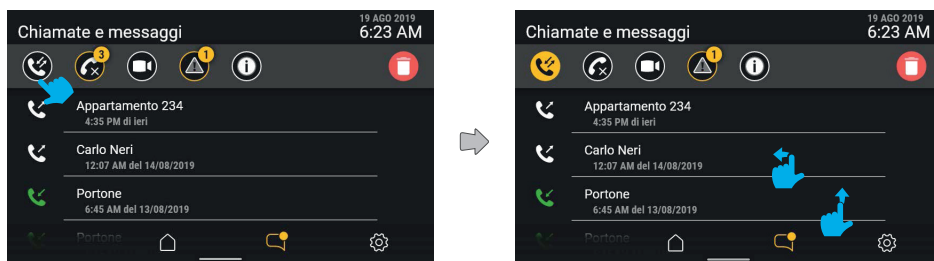 19 AGO 2019
Chiamate e messaggi 6:23 AM
3
1
Appartamento 234
4:35 PM di ieri
Carlo Neri
12:07 AM del 14/08/2019
Portone
6:45 AM del 13/08/2019
Portone
19 AGO 2019
Chiamate e messaggi 6:23 AM
1
Appartamento 234
4:35 PM di ieri
Carlo Neri
12:07 AM del 14/08/2019
Portone
6:45 AM del 13/08/2019
Portone